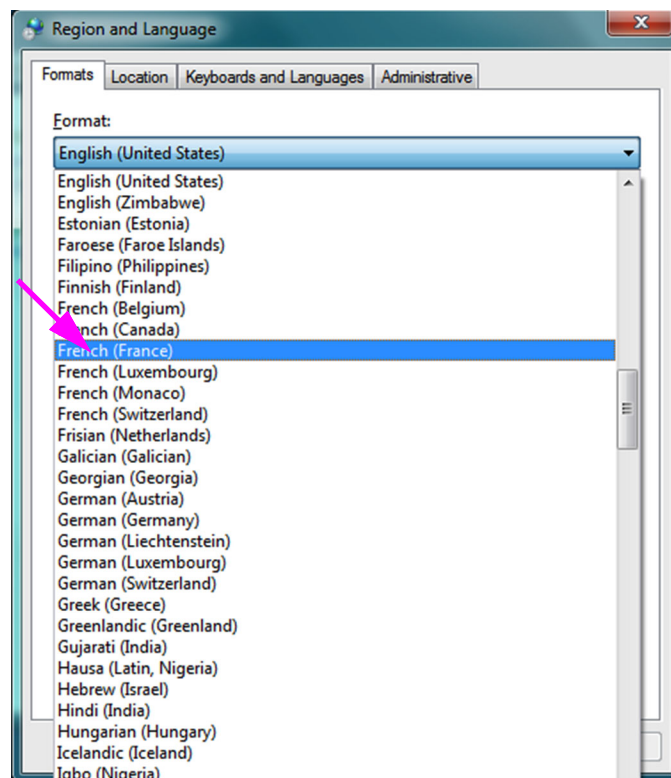 Region and Language
Formats Location Keyboards and Languages Administrative
Format:
English (United States)
English (United States)
English (Zimbabwe)
Estonian (Estonia)
Faroese (Faroe Islands)
Filipino (Philippines)
Finnish (Finland)
French (Belgium)
French (Canada)
French (France)
French (Luxembourg)
French (Monaco)
French (Switzerland)
Frisian (Netherlands)
Galician (Galician)
Georgian (Georgia)
German (Austria)
German (Germany)
German (Liechtenstein)
German (Luxembourg)
German (Switzerland)
Greek (Greece)
Greenlandic (Greenland)
Gujarati (India)
Hausa (Latin, Nigeria)
Hebrew (Israel)
Hindi (India)
Hungarian (Hungary)
Icelandic (Iceland)
Igbo (Nigeria)